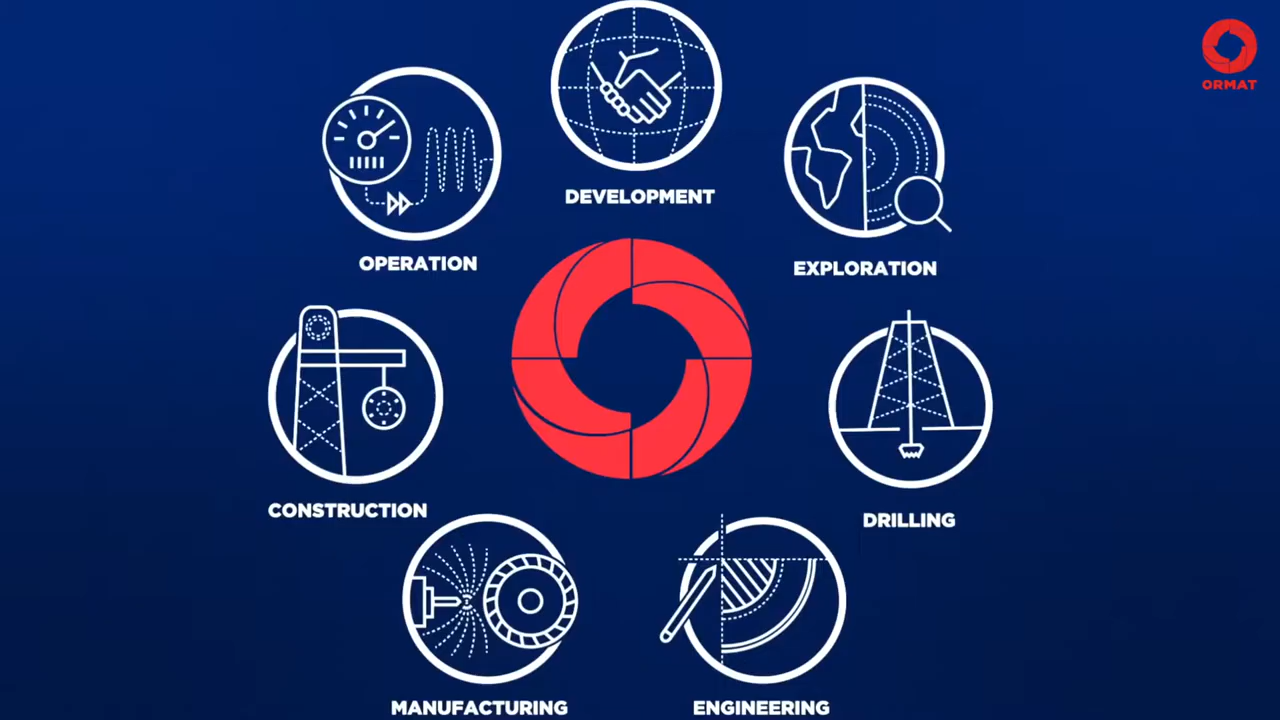 ORMAT
DEVELOPMENT
OPERATION
EXPLORATION
CONSTRUCTION
DRILLING
MANUFACTURING
ENGINEERING